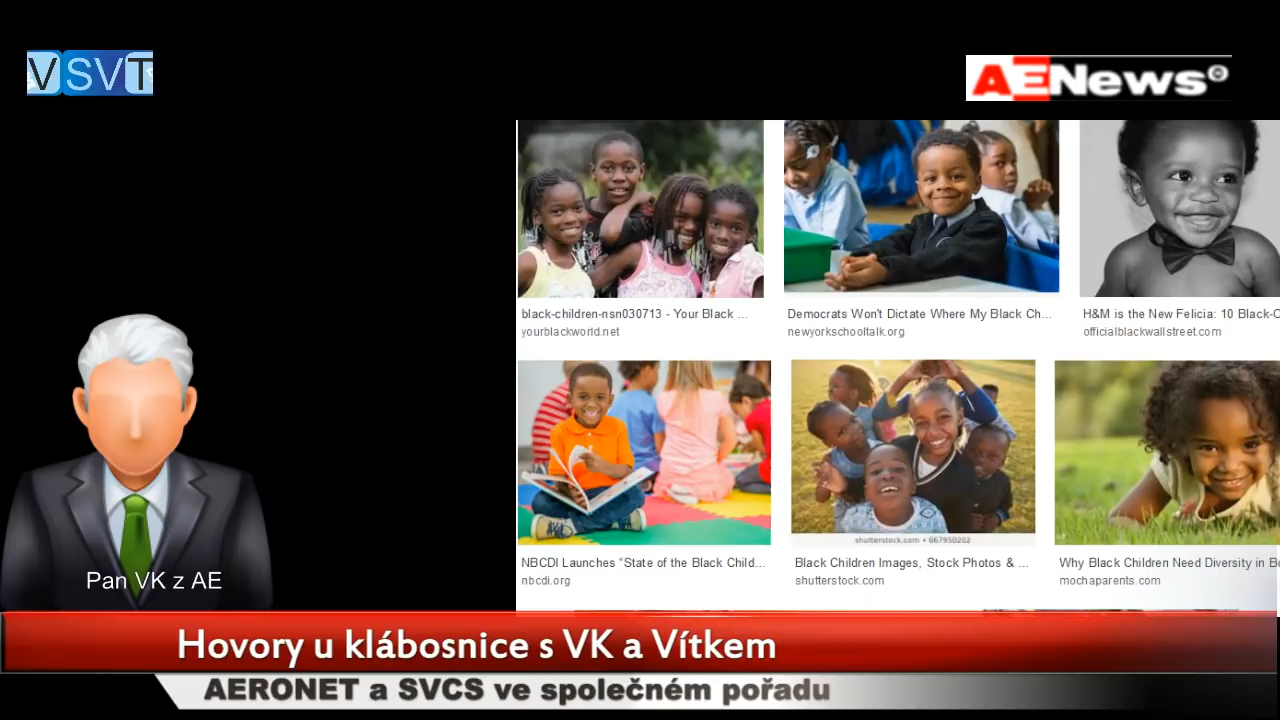 VSVT
AENews®
black-children-nsn030713 - Your Black ...
yourblackworld.net
Democrats Won't Dictate Where My Black Ch...
newyorkschooltalk.org
H&M is the New Felicia: 10 Black-O
officialblackwallstreet.com
shutterstock.com • 667950202
NBCDI Launches “State of the Black Child...
nbcdi.org
Black Children Images, Stock Photos & ...
shutterstock.com
Why Black Children Need Diversity in Bo
mochaparents.com
Pan VK z AE
Hovory u klábosnice s VK a Vítkem
AERONET a SVCS ve společném pořadu